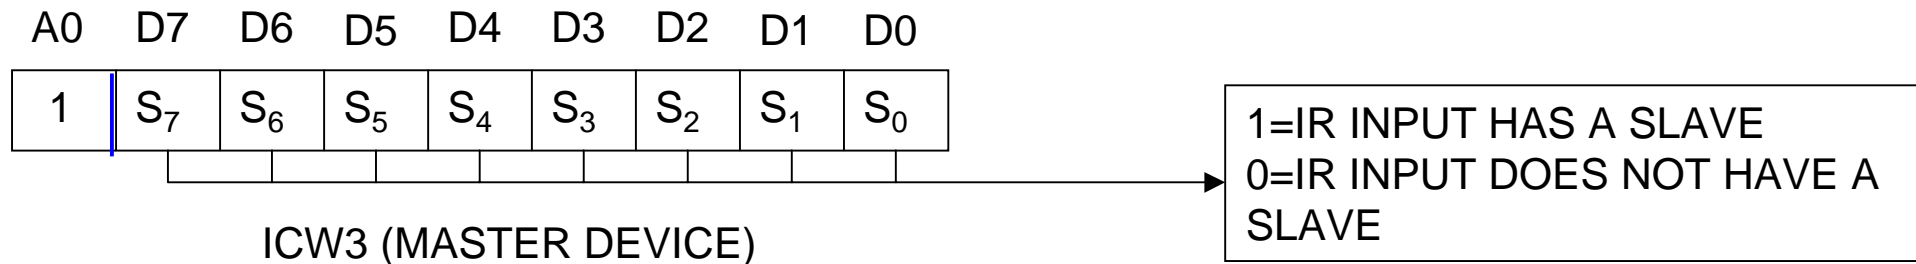 A0 D7 D6 D5 D4 D3 D2 D1 D0
1 S₇ S₆ S₅ S₄ S₃ S₂ S₁ S₀
1=IR INPUT HAS A SLAVE
0=IR INPUT DOES NOT HAVE A
SLAVE
ICW3 (MASTER DEVICE)